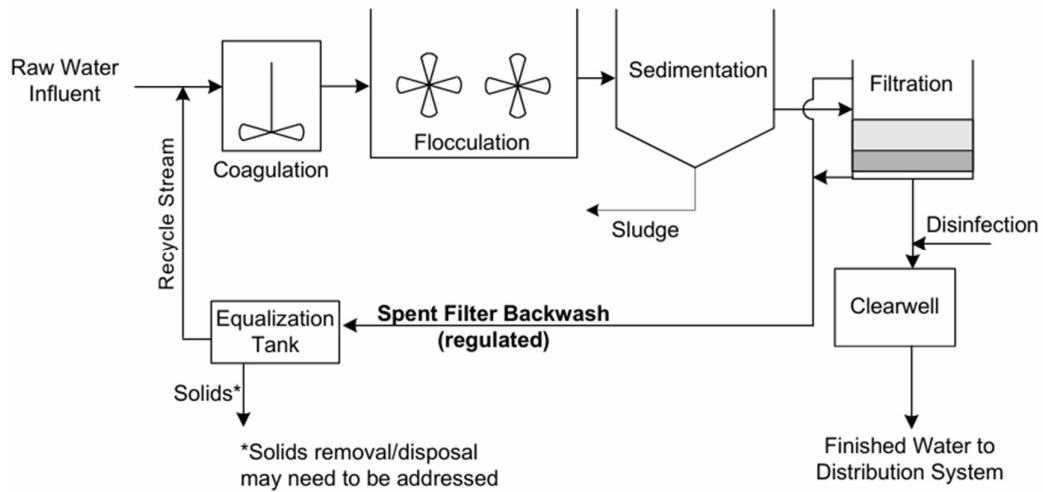 Raw Water
Influent
Coagulation
Flocculation
Sedimentation
Filtration
Sludge
Disinfection
Recycle Stream
Equalization
Tank
Spent Filter Backwash
(regulated)
Clearwell
Solids*
*Solids removal/disposal
may need to be addressed
Finished Water to
Distribution System